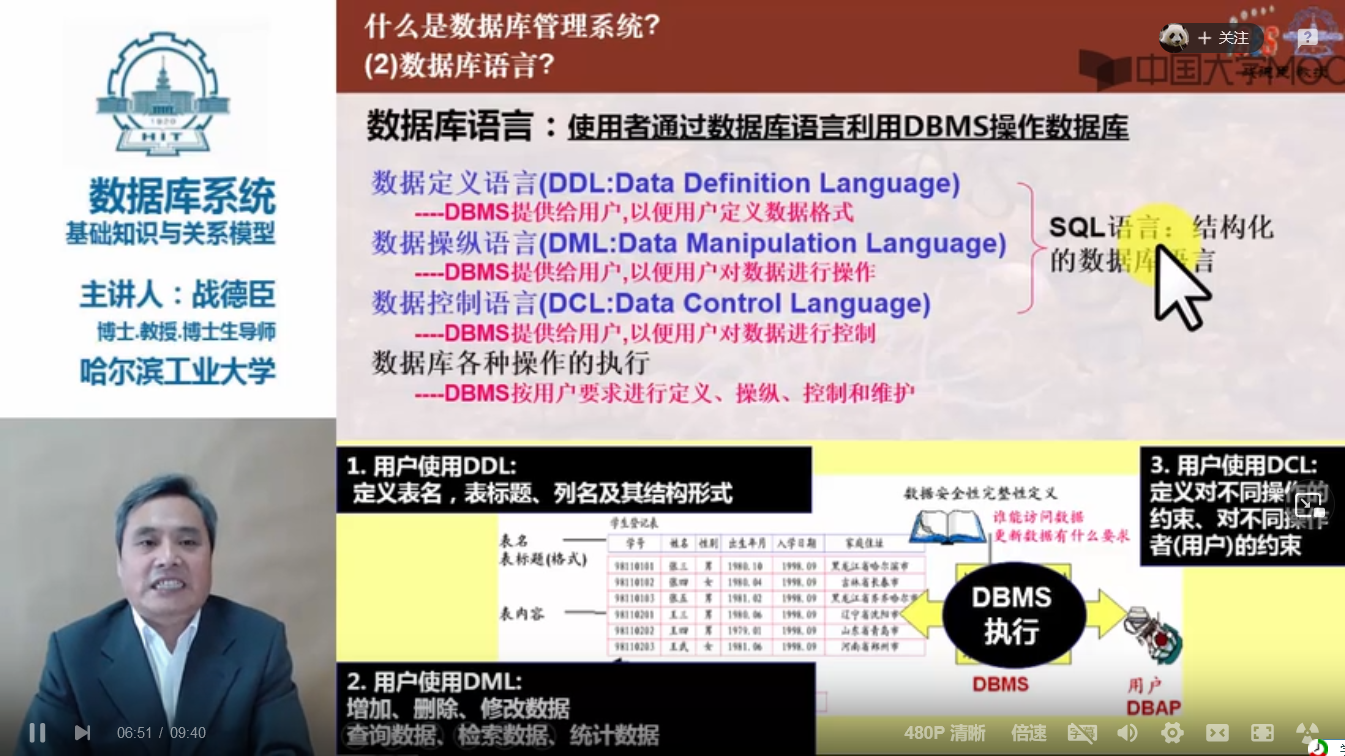 什么是数据库管理系统?
(2)数据库语言?
+ 关注
?
中国大学MOOC
1920
HIT
数据库系统
基础知识与关系模型
主讲人：战德臣
博士.教授.博士生导师
哈尔滨工业大学
数据库语言：使用者通过数据库语言利用DBMS操作数据库
数据定义语言(DDL:Data Definition Language)
----DBMS提供给用户,以便用户定义数据格式
数据操纵语言(DML:Data Manipulation Language)
----DBMS提供给用户,以便用户对数据进行操作
数据控制语言(DCL:Data Control Language)
----DBMS提供给用户,以便用户对数据进行控制
SQL语言：结构化
的数据库语言
数据库各种操作的执行
----DBMS按用户要求进行定义、操纵、控制和维护
1. 用户使用DDL:
定义表名，表标题、列名及其结构形式
3. 用户使用DCL:
定义对不同操作的
约束、对不同操作
者(用户)的约束
数据安全性完整性定义
谁能访问数据
更新数据有什么要求
学生登记表
表名
表标题(格式)
表内容
学号 姓名 性别 出生年月 入学日期 家庭住址
98110101 张三 男 1980.10 1998.09 黑龙江省哈尔滨市
98110102 张四 女 1980.04 1998.09 吉林省长春市
98110103 张五 男 1981.02 1998.09 黑龙江省齐齐哈尔市
98110201 王三 男 1980.06 1998.09 辽宁省沈阳市
98110202 王四 男 1979.01 1998.09 山东省青岛市
98110203 王武 女 1981.06 1998.09 河南省郑州市
DBMS
执行
DBMS
用户
DBAP
2. 用户使用DML:
增加、删除、修改数据
查询数据、检索数据、统计数据
06:51 / 09:40
480P 清晰
倍速